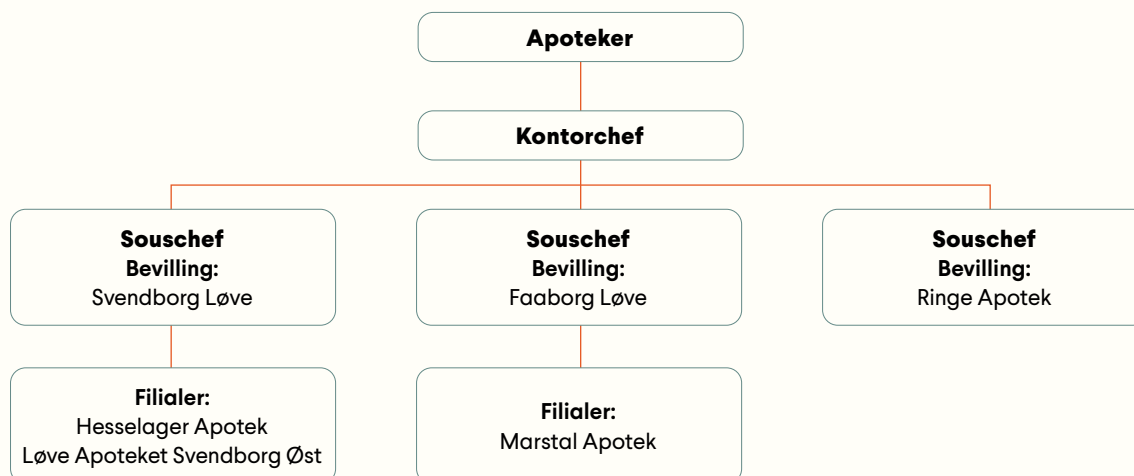 Apoteker
Kontorchef
Souschef
Bevilling:
Svendborg Løve
Souschef
Bevilling:
Faaborg Løve
Souschef
Bevilling:
Ringe Apotek
Filialer:
Hesselager Apotek
Løve Apoteket Svendborg Øst
Filialer:
Marstal Apotek